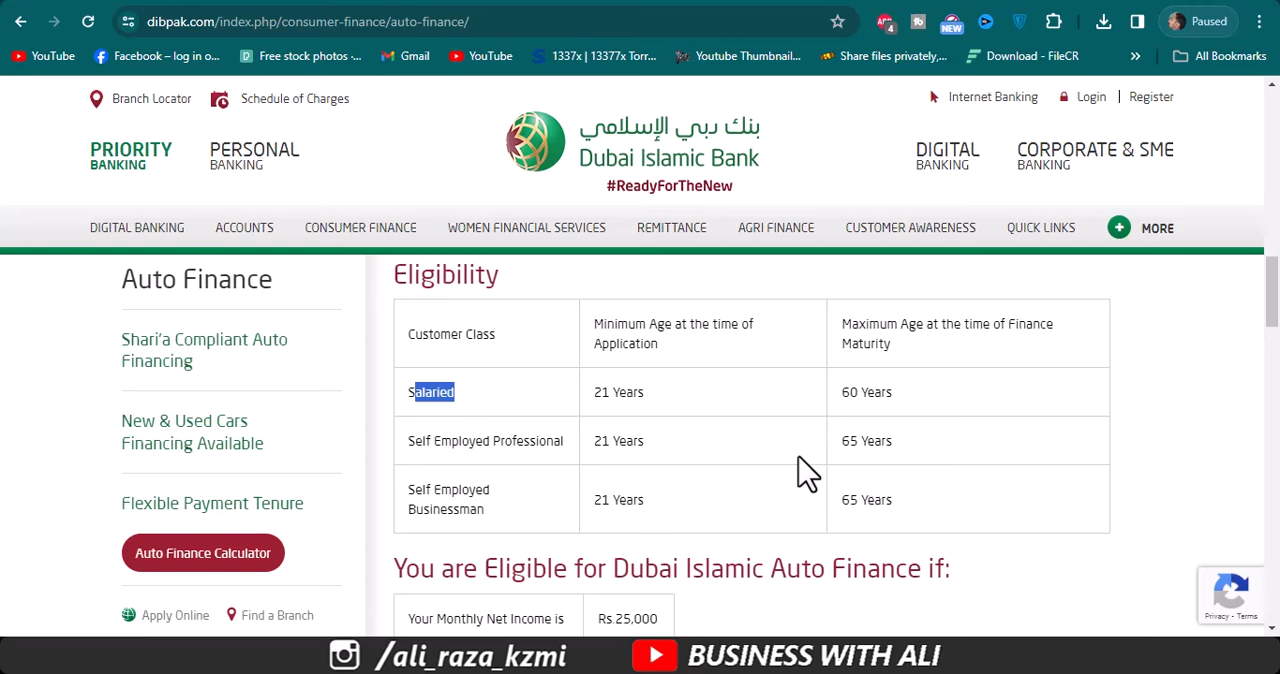 dibpak.com/index.php/consumer-finance/auto-finance/
4
NEW
Paused
YouTube
Facebook – log in o...
Free stock photos ·...
Gmail
YouTube
1337x | 13377x Torr...
Youtube Thumbnail...
Share files privately,...
Download - FileCR
»
All Bookmarks
Branch Locator
Schedule of Charges
Internet Banking
Login
Register
PRIORITY
BANKING
PERSONAL
BANKING
بنك دبي الإسلامي
Dubai Islamic Bank
#ReadyForTheNew
DIGITAL
BANKING
CORPORATE & SME
BANKING
DIGITAL BANKING
ACCOUNTS
CONSUMER FINANCE
WOMEN FINANCIAL SERVICES
REMITTANCE
AGRI FINANCE
CUSTOMER AWARENESS
QUICK LINKS
MORE
Auto Finance
Shari'a Compliant Auto
Financing
New & Used Cars
Financing Available
Flexible Payment Tenure
Auto Finance Calculator
Apply Online
Find a Branch
Eligibility
Customer Class
Minimum Age at the time of
Application
Maximum Age at the time of Finance
Maturity
Salaried
21 Years
60 Years
Self Employed Professional
21 Years
65 Years
Self Employed
Businessman
21 Years
65 Years
You are Eligible for Dubai Islamic Auto Finance if:
Your Monthly Net Income is
Rs.25,000
Privacy - Terms
/ali_raza_kzmi
BUSINESS WITH ALI